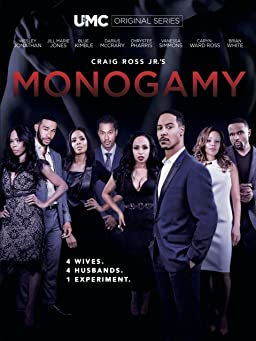 UMC ORIGINAL SERIES
WESLEY JONATHAN
JILL MARIE JONES
BLUE KIMBLE
DARIUS McCRARY
CHRYSTEE PHARRIS
VANESSA SIMMONS
CARYN WARD ROSS
BRIAN WHITE
CRAIG ROSS JR.'S
MONOGAMY
4 WIVES.
4 HUSBANDS.
1 EXPERIMENT.